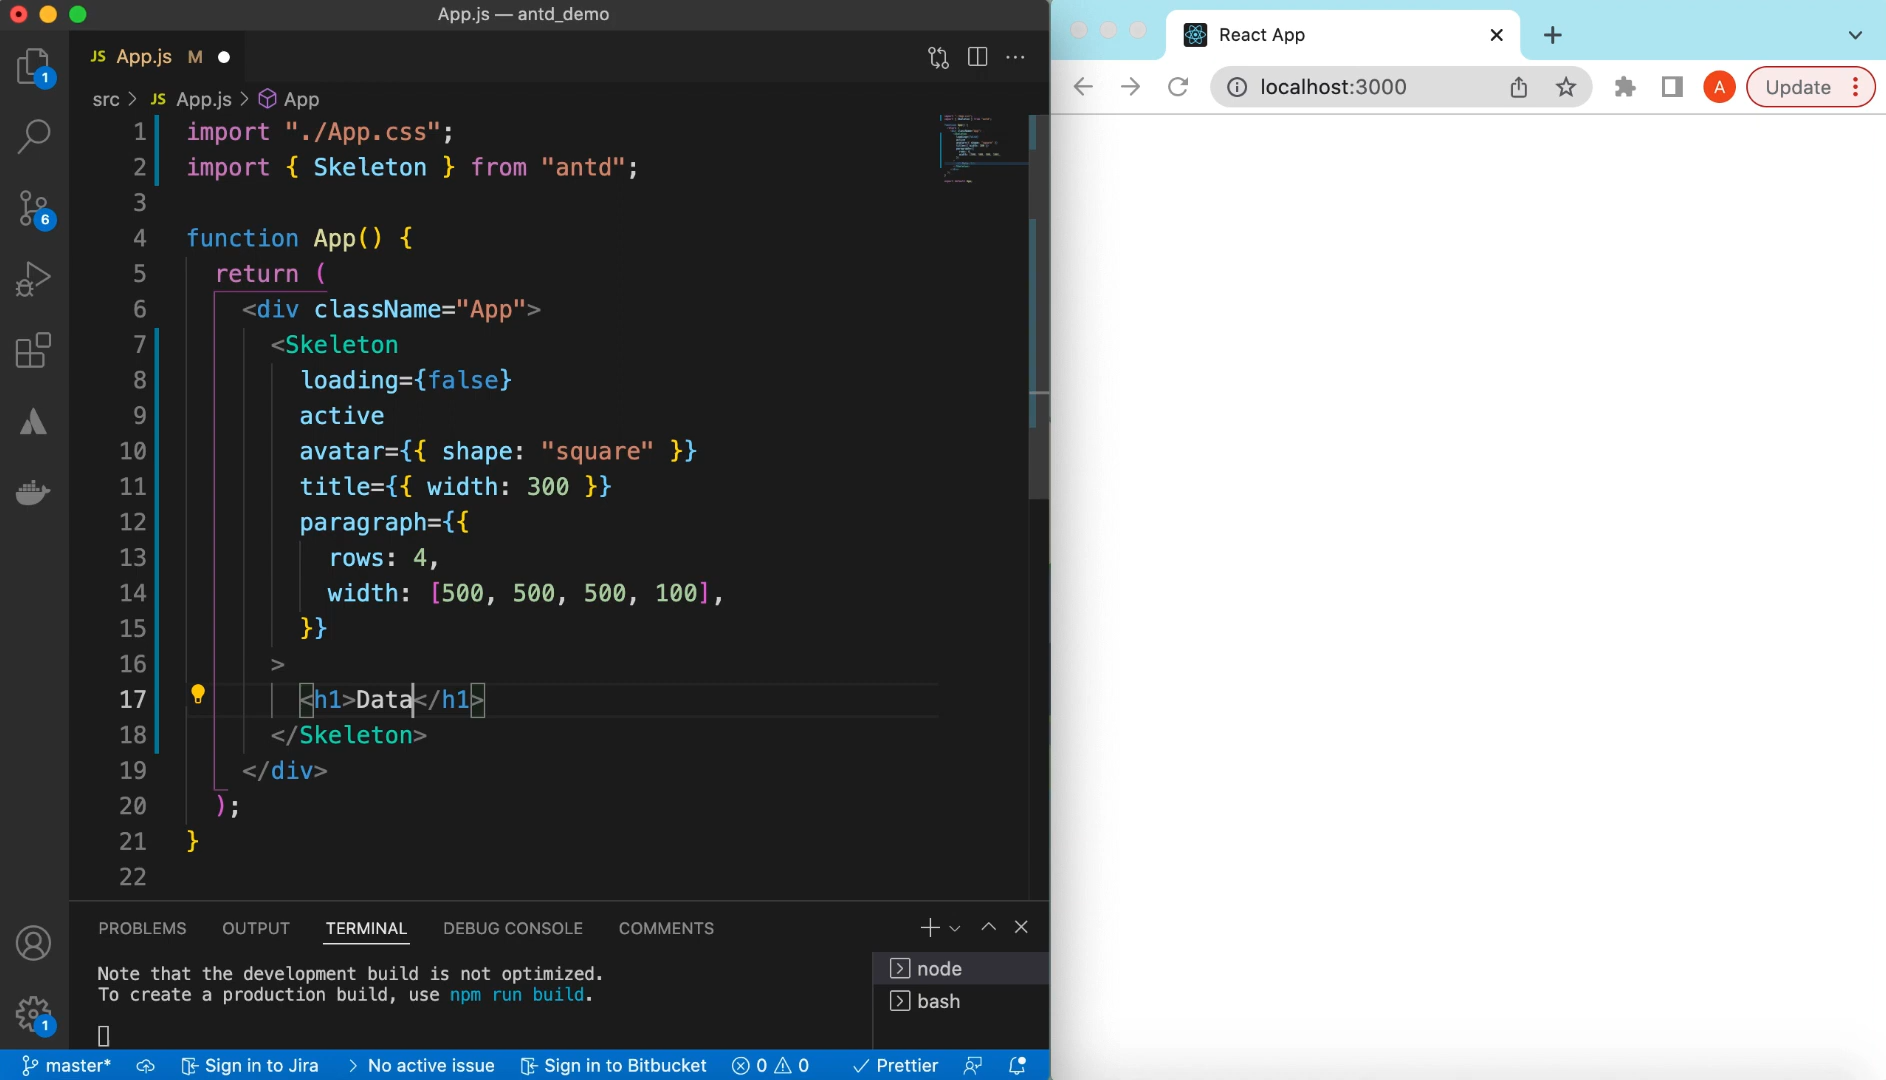 App.js — antd_demo
JS App.js M
src > JS App.js > App
1 import "./App.css";
2 import { Skeleton } from "antd";
3
4 function App() {
5 return (
6 <div className="App">
7 <Skeleton
8 loading={false}
9 active
10 avatar={{ shape: "square" }}
11 title={{ width: 300 }}
12 paragraph={{
13 rows: 4,
14 width: [500, 500, 500, 100],
15 }}
16 >
17 <h1>Data</h1>
18 </Skeleton>
19 </div>
20 );
21 }
22
1
6
1
PROBLEMS OUTPUT TERMINAL DEBUG CONSOLE COMMENTS
Note that the development build is not optimized.
To create a production build, use npm run build.
node
bash
master* Sign in to Jira > No active issue Sign in to Bitbucket 0 0 Prettier
React App
localhost:3000 A Update